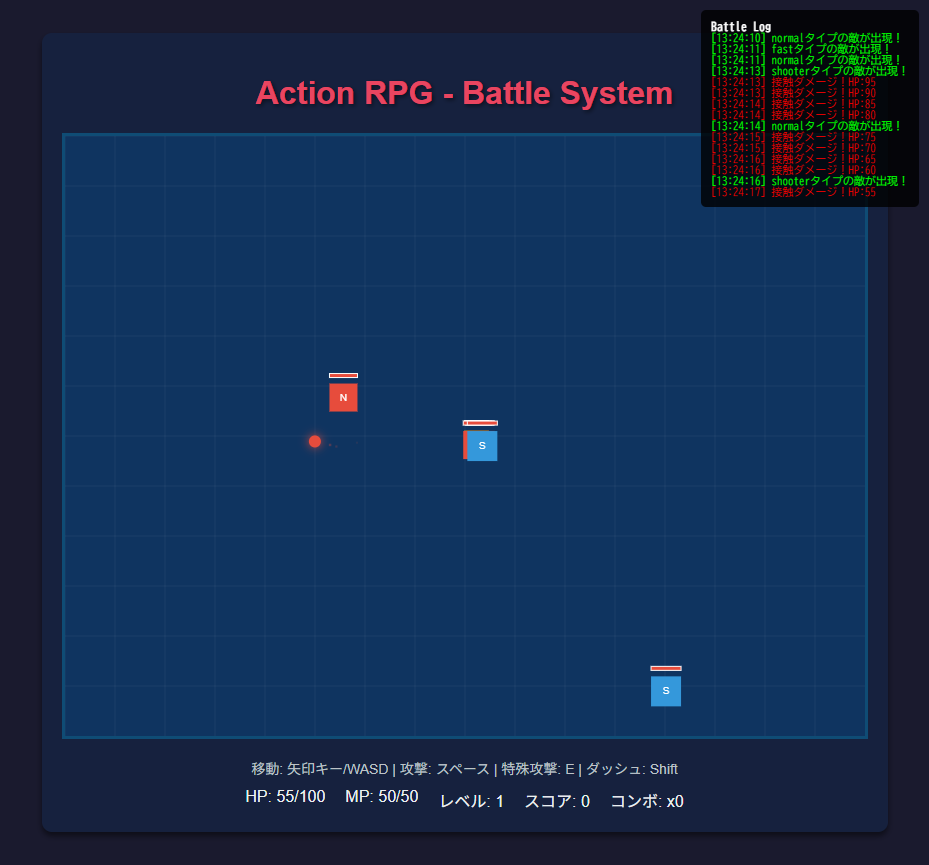 Battle Log
[13:24:10] normalタイプの敵が出現！
[13:24:11] fastタイプの敵が出現！
[13:24:11] normalタイプの敵が出現！
[13:24:13] shooterタイプの敵が出現！
[13:24:13] 接触ダメージ！HP:95
[13:24:13] 接触ダメージ！HP:90
[13:24:14] 接触ダメージ！HP:85
[13:24:14] 接触ダメージ！HP:80
[13:24:14] normalタイプの敵が出現！
[13:24:15] 接触ダメージ！HP:75
[13:24:15] 接触ダメージ！HP:70
[13:24:16] 接触ダメージ！HP:65
[13:24:16] 接触ダメージ！HP:60
[13:24:16] shooterタイプの敵が出現！
[13:24:17] 接触ダメージ！HP:55
Action RPG - Battle System
N
S
S
移動: 矢印キー/WASD | 攻撃: スペース | 特殊攻撃: E | ダッシュ: Shift
HP: 55/100 MP: 50/50 レベル: 1 スコア: 0 コンボ: x0